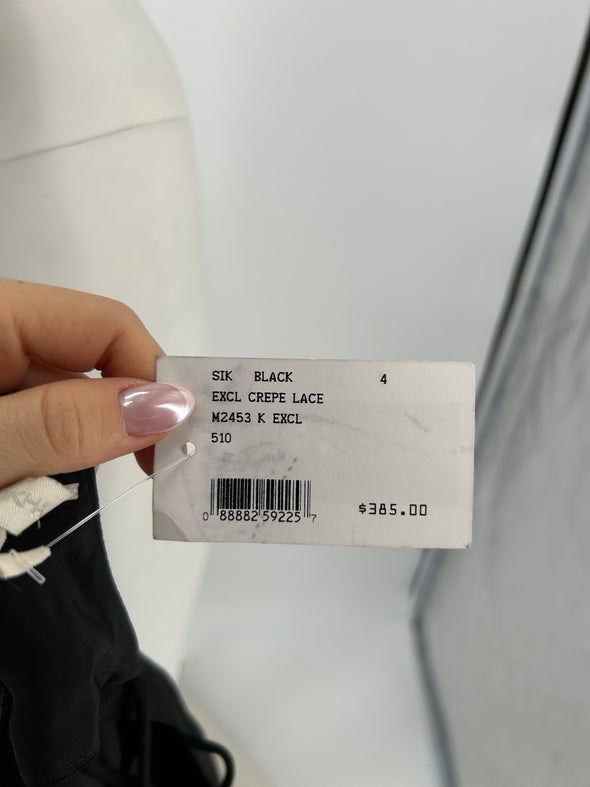 SIK BLACK 4
EXCL CREPE LACE
M2453 K EXCL
510
$385.00
0 88882 59225 7